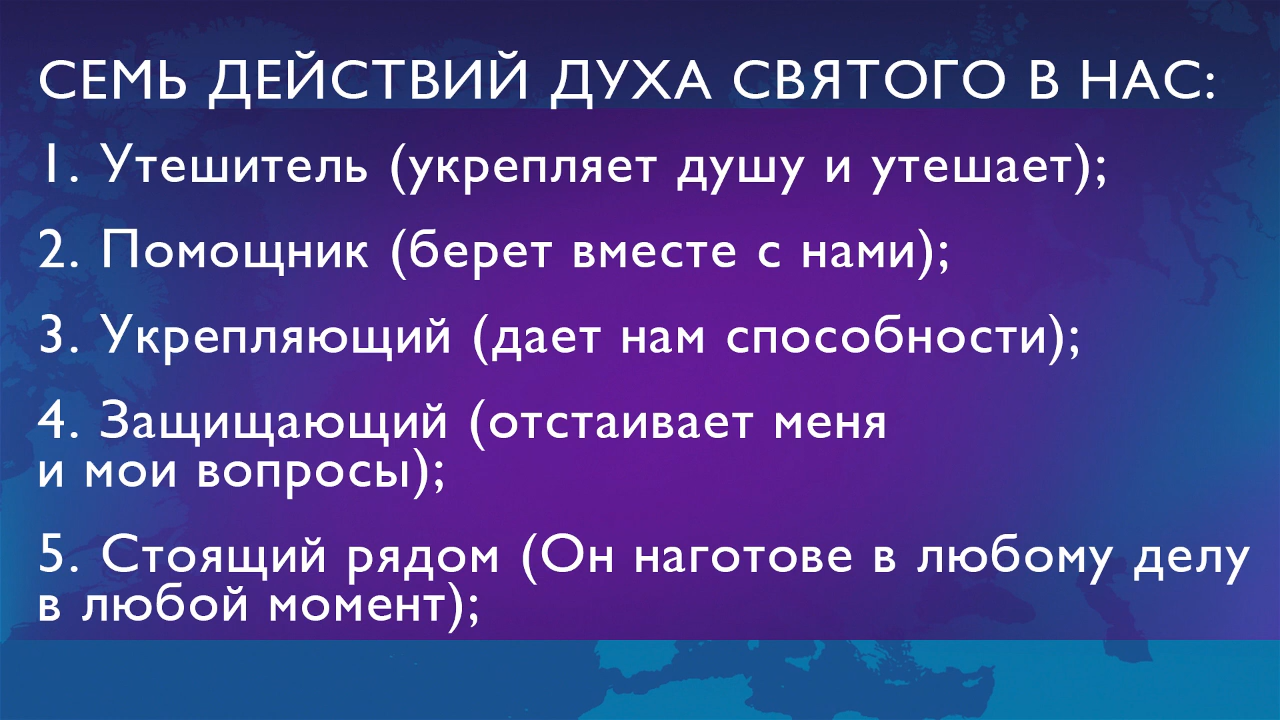 СЕМЬ ДЕЙСТВИЙ ДУХА СВЯТОГО В НАС:
1. Утешитель (укрепляет душу и утешает);
2. Помощник (берет вместе с нами);
3. Укрепляющий (дает нам способности);
4. Защищающий (отстаивает меня
и мои вопросы);
5. Стоящий рядом (Он наготове в любому делу
в любой момент);